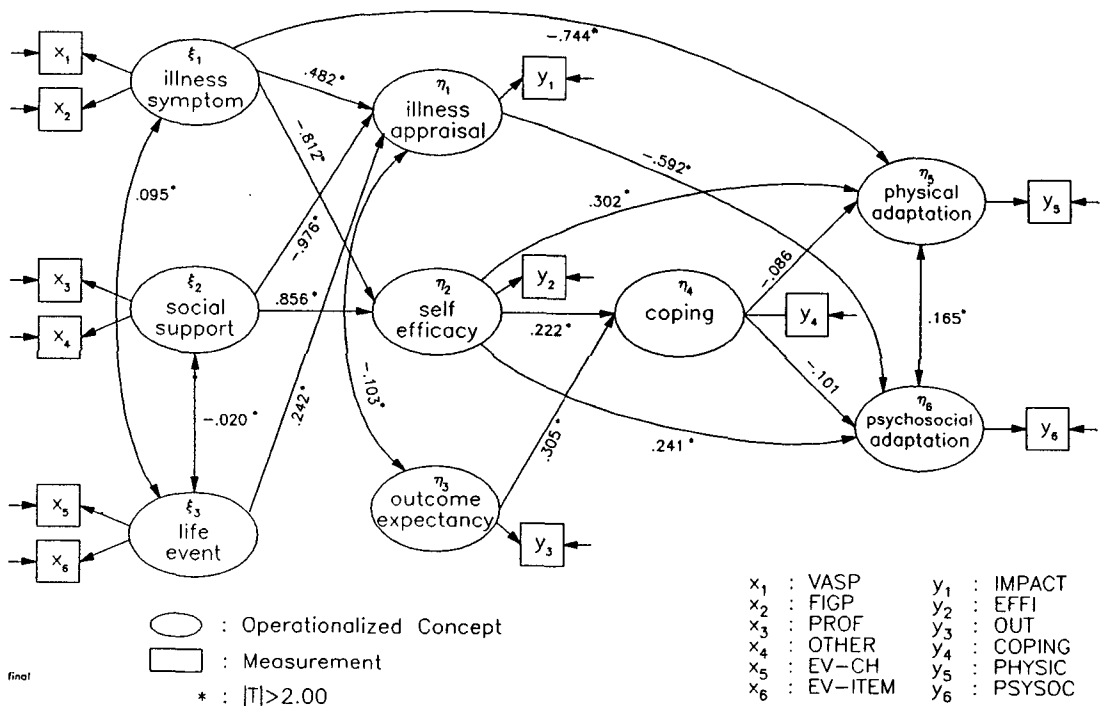 -.744*
x₁
x₂
ξ₁
illness
symptom
.482*
η₁
illness
appraisal
y₁
-.812*
-.592*
.095*
.302*
η₅
physical
adaptation
y₅
-.976*
-.086
x₃
x₄
ξ₂
social
support
.856*
η₂
self
efficacy
y₂
.222*
η₄
coping
y₄
.165*
-.020*
.242*
-.103*
.305*
-.101
.241*
η₆
psychosocial
adaptation
y₆
x₅
x₆
ξ₃
life
event
η₃
outcome
expectancy
y₃
: Operationalized Concept
: Measurement
* : |T|>2.00
final
x₁ : VASP
x₂ : FIGP
x₃ : PROF
x₄ : OTHER
x₅ : EV-CH
x₆ : EV-ITEM
y₁ : IMPACT
y₂ : EFFI
y₃ : OUT
y₄ : COPING
y₅ : PHYSIC
y₆ : PSYSOC